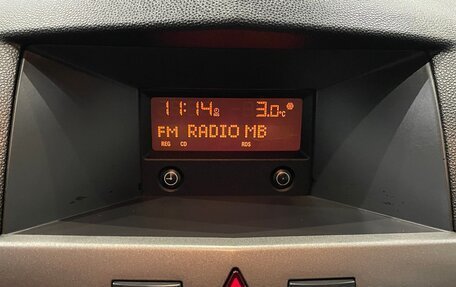 11:14 3.0°C
FM RADIO MB
REG CD RDS